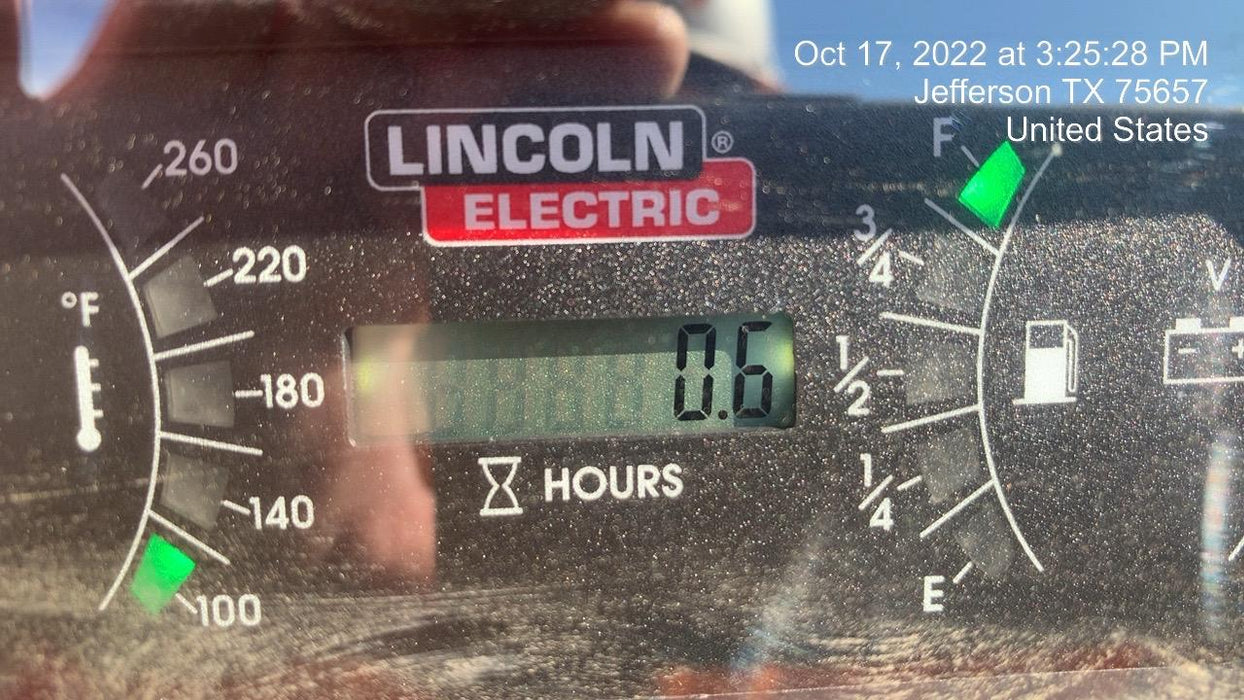 Oct 17, 2022 at 3:25:28 PM
Jefferson TX 75657
United States
LINCOLN®
ELECTRIC
260
220
°F
180
140
100
0.6
HOURS
F
3/4
1/2
1/4
E
V
- +